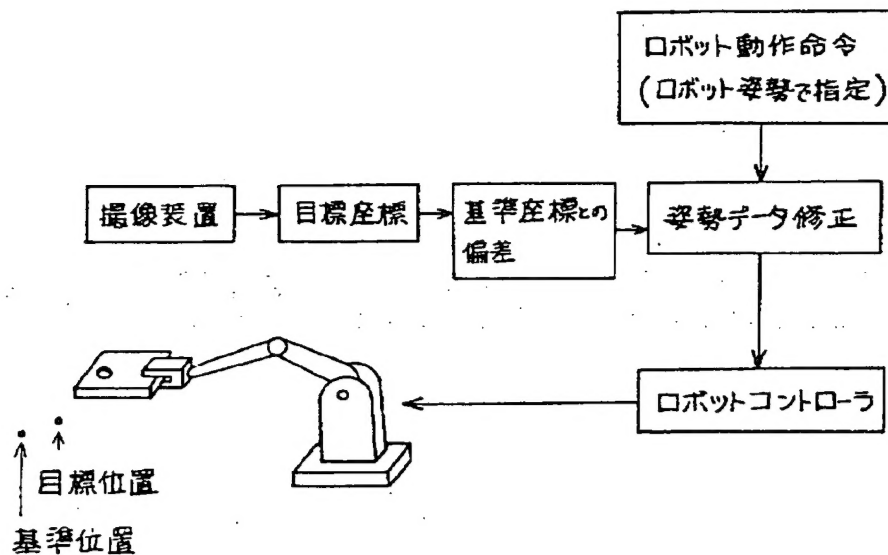 ロボット動作命令
(ロボット姿勢で指定)
撮像装置
目標座標
基準座標との
偏差
姿勢データ修正
ロボットコントローラ
目標位置
基準位置